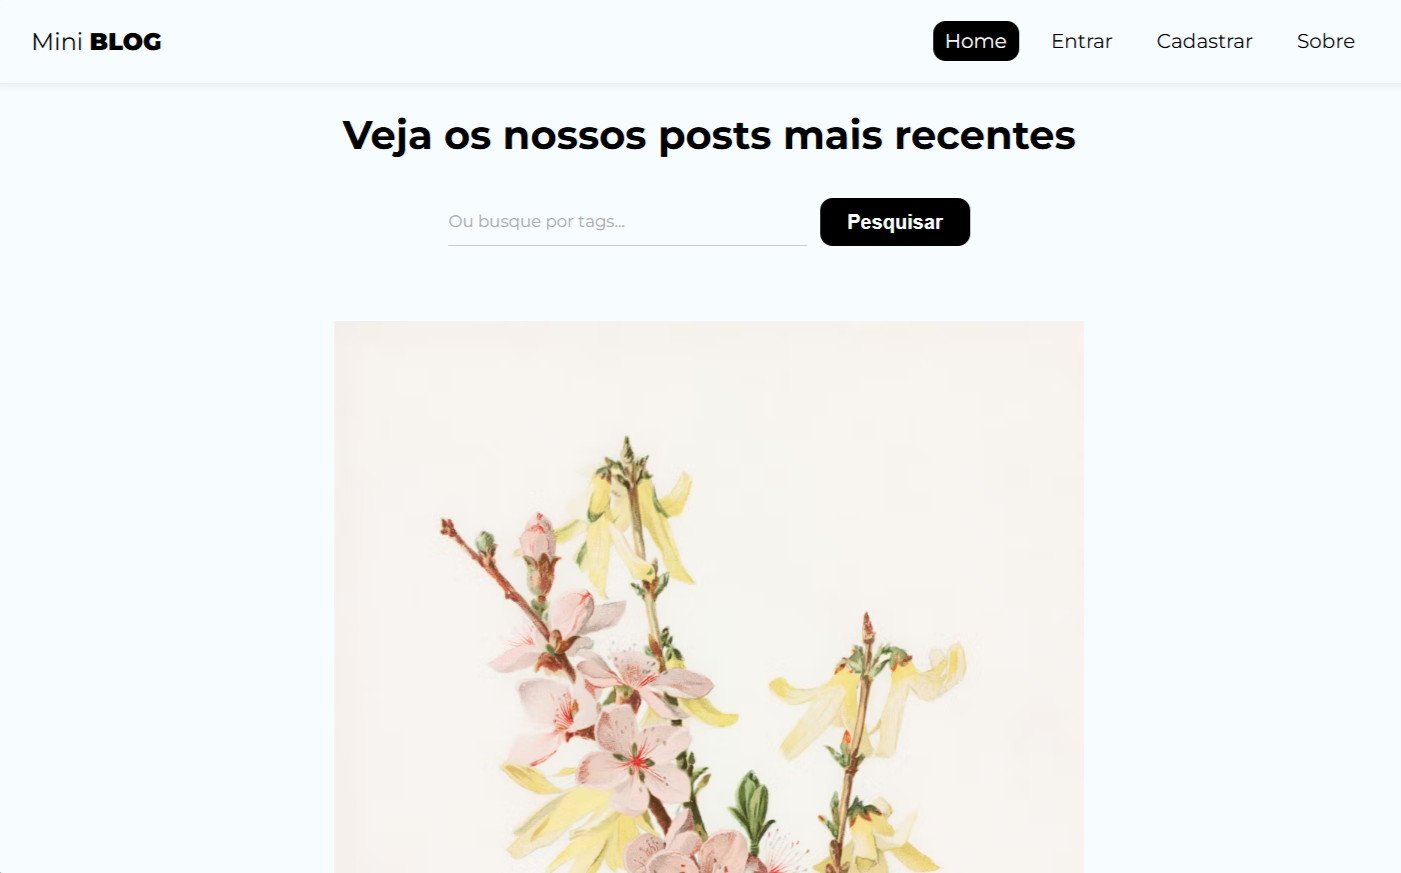 Mini BLOG
Home Entrar Cadastrar Sobre
Veja os nossos posts mais recentes
Ou busque por tags...
Pesquisar